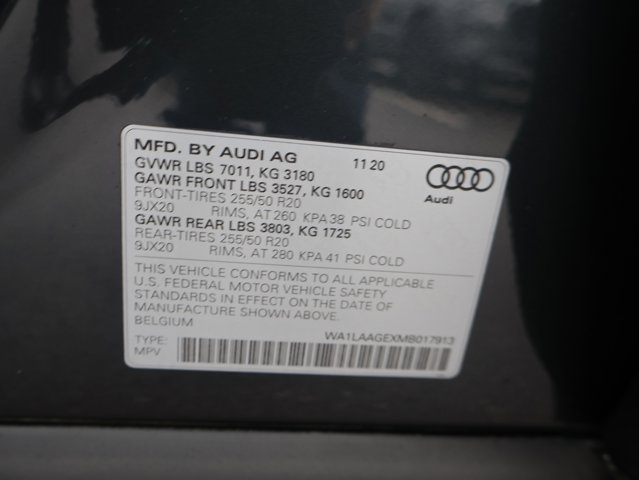 MFD. BY AUDI AG 11 20
GVWR LBS 7011, KG 3180
GAWR FRONT LBS 3527, KG 1600
FRONT-TIRES 255/50 R20
9JX20 RIMS, AT 260 KPA 38 PSI COLD
GAWR REAR LBS 3803, KG 1725
REAR-TIRES 255/50 R20
9JX20 RIMS, AT 280 KPA 41 PSI COLD
Audi
THIS VEHICLE CONFORMS TO ALL APPLICABLE
U.S. FEDERAL MOTOR VEHICLE SAFETY
STANDARDS IN EFFECT ON THE DATE OF
MANUFACTURE SHOWN ABOVE.
BELGIUM
WA1LAAGEXMB017913
TYPE:
MPV